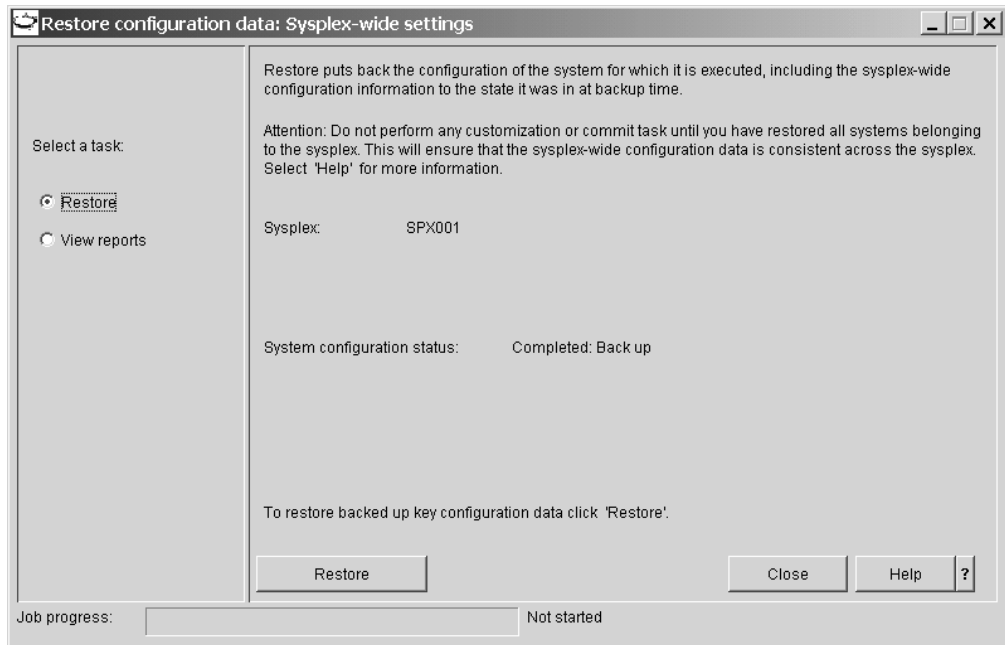 Restore configuration data: Sysplex-wide settings
Select a task:
Restore
View reports
Restore puts back the configuration of the system for which it is executed, including the sysplex-wide
configuration information to the state it was in at backup time.
Attention: Do not perform any customization or commit task until you have restored all systems belonging
to the sysplex. This will ensure that the sysplex-wide configuration data is consistent across the sysplex.
Select 'Help' for more information.
Sysplex: SPX001
System configuration status: Completed: Back up
To restore backed up key configuration data click 'Restore'.
Restore Close Help ?
Job progress: Not started